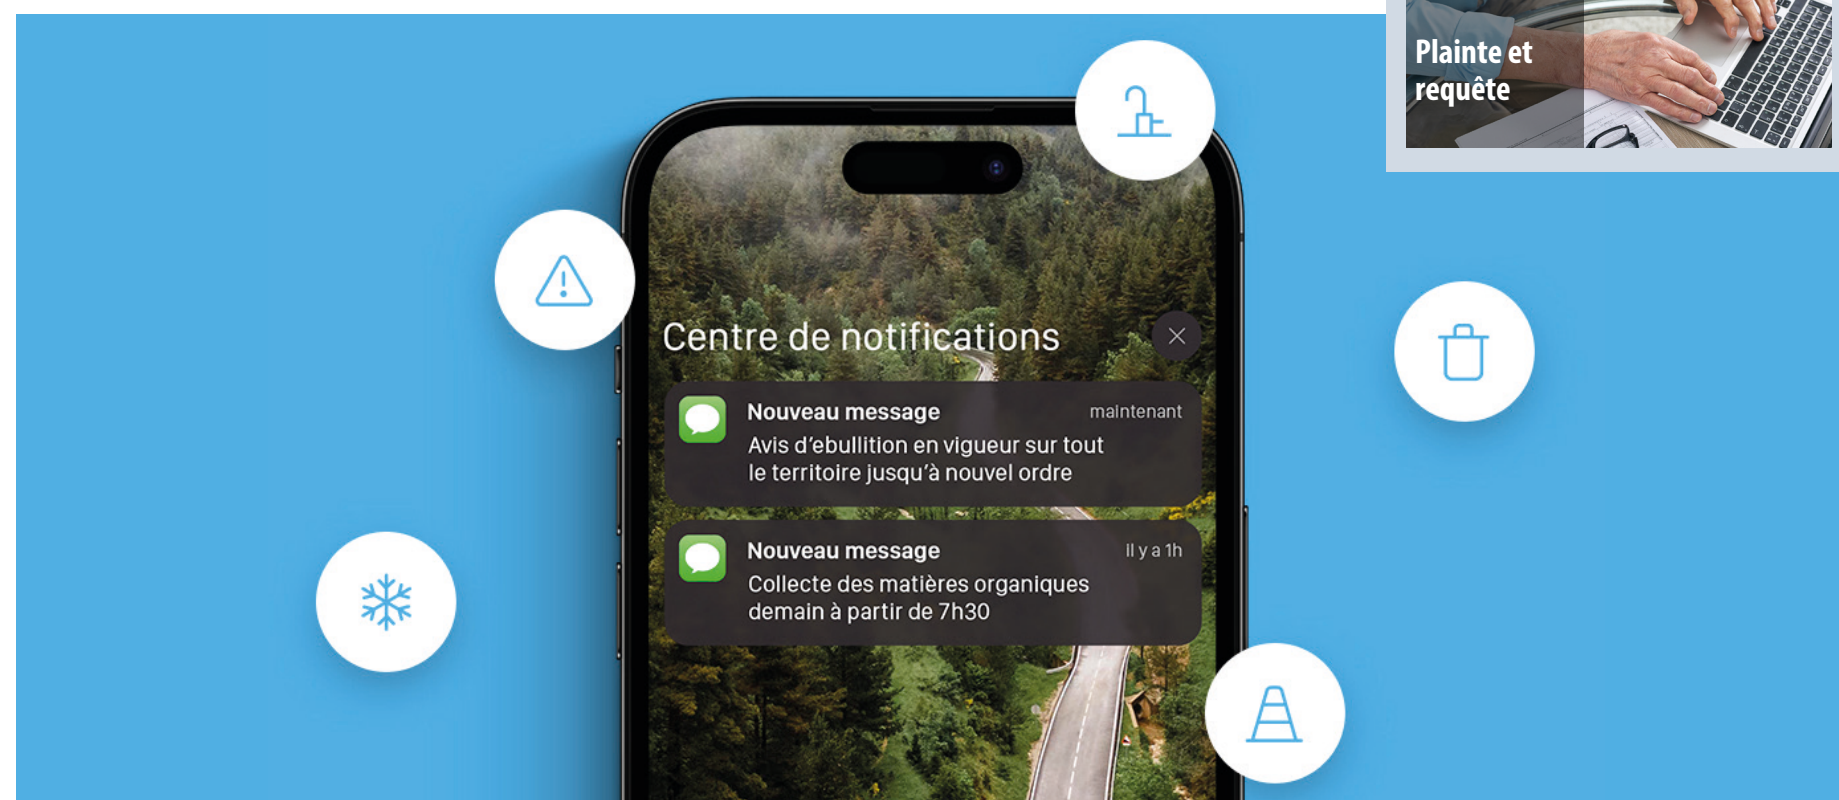 Plainte et
requête
Centre de notifications
Nouveau message
maintenant
Avis d'ebullition en vigueur sur tout
le territoire jusqu'à nouvel ordre
Nouveau message
Il y a 1h
Collecte des matières organiques
demain à partir de 7h30